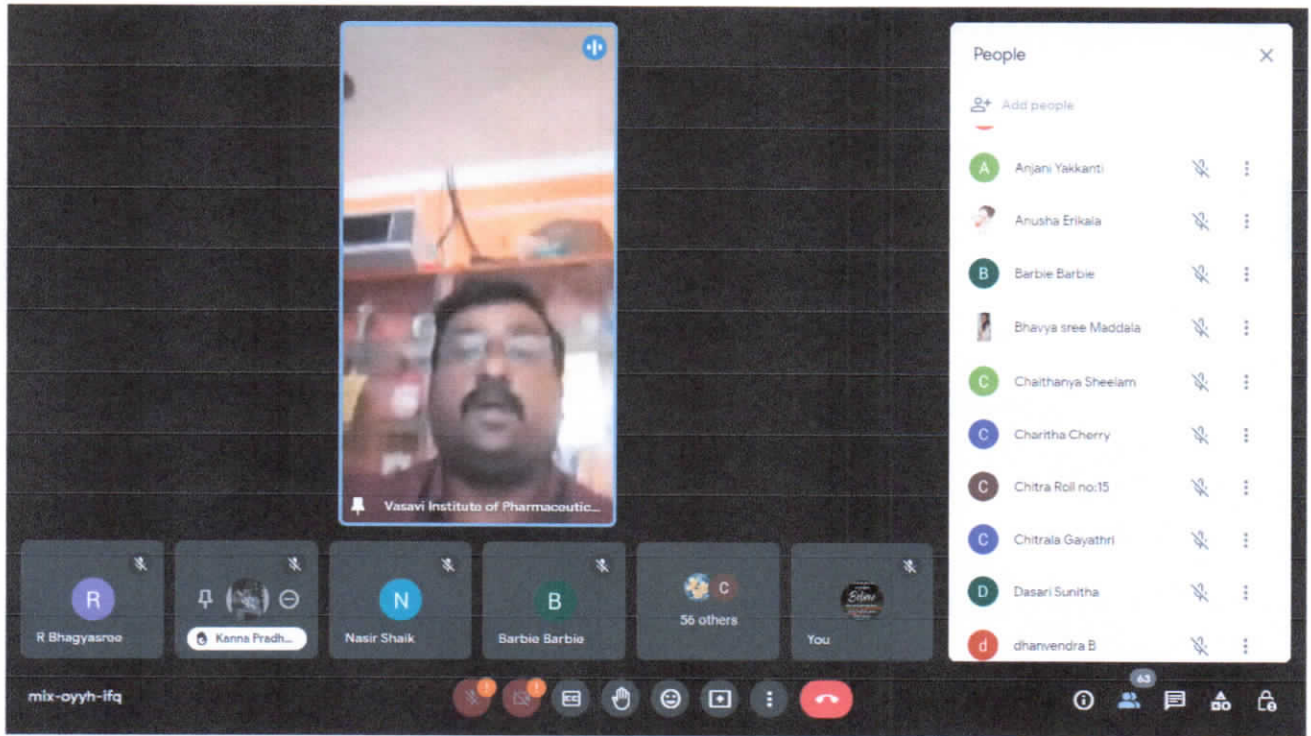 People
Add people
A Anjani Yakkanti
Anusha Erikala
B Barbie Barbie
Bhavya sree Maddala
C Chaithanya Sheelam
C Charitha Cherry
C Chitra Roll no:15
C Chitrala Gayathri
D Dasari Sunitha
d dhanvendra B
Vasavi Institute of Pharmaceutic...
R
R Bhagyasree
Kanna Pradh...
N
Nasir Shaik
B
Barbie Barbie
C
56 others
Believe
You
mix-oyyh-ifq
CC
63